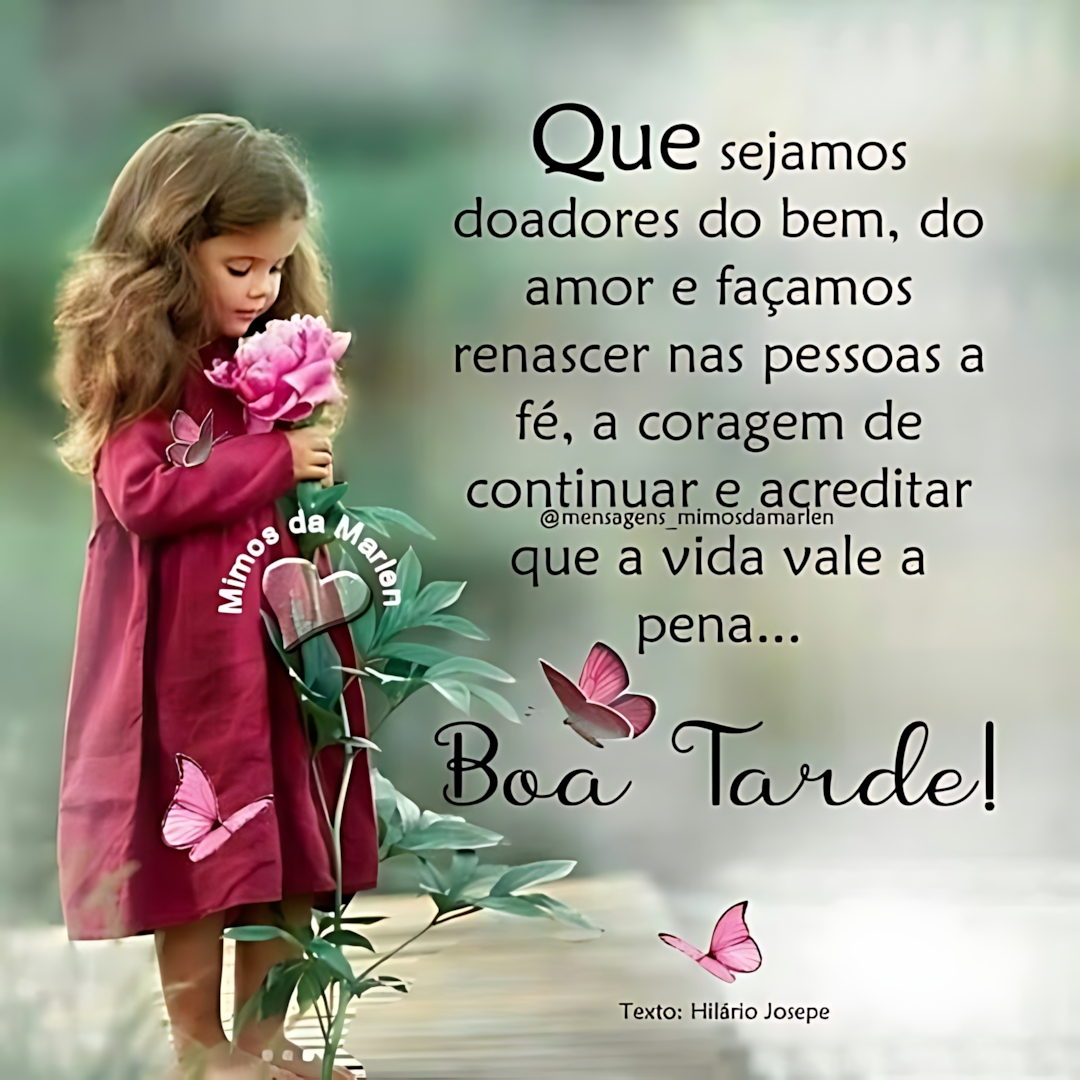 Que sejamos
doadores do bem, do
amor e façamos
renascer nas pessoas a
fé, a coragem de
continuar e acreditar
@mensagens_mimosdamarlen
que a vida vale a
pena...
Mimos da Marlen
Boa Tarde!
Texto: Hilário Josepe